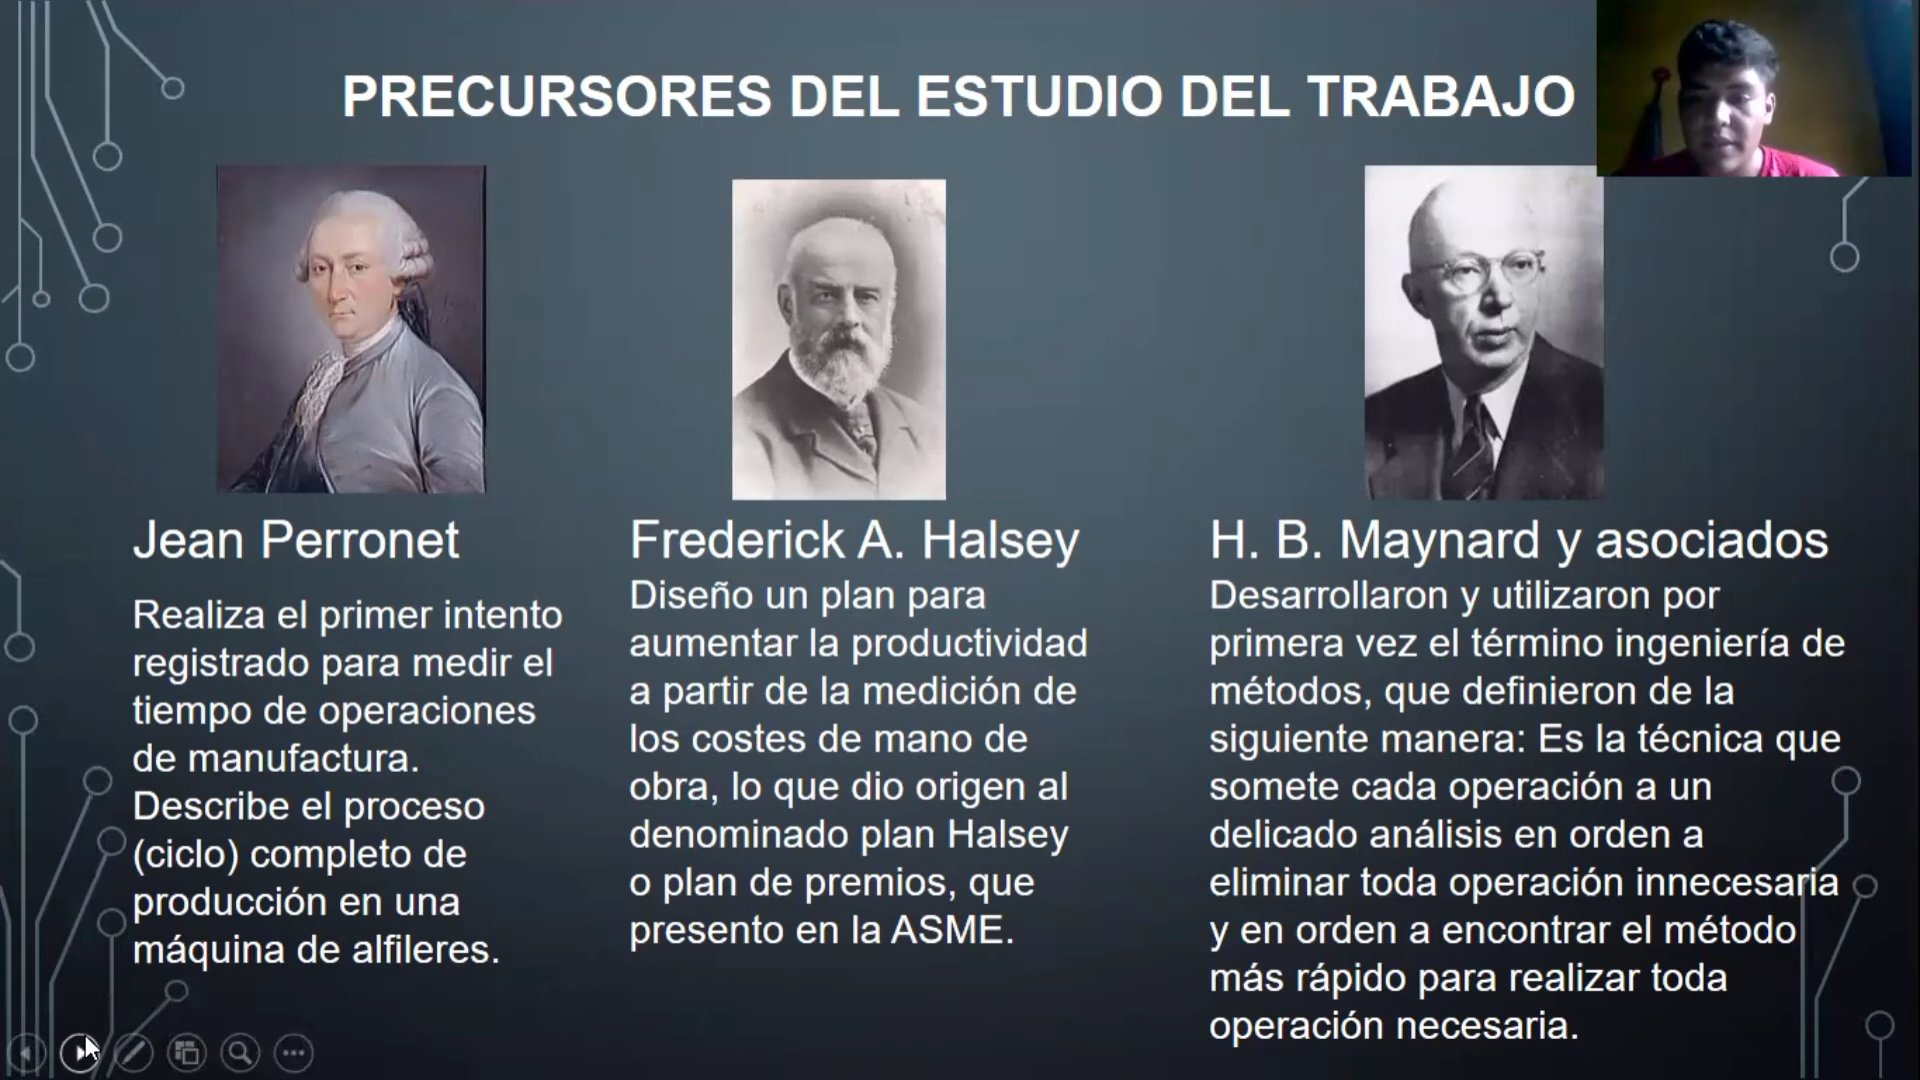 PRECURSORES DEL ESTUDIO DEL TRABAJO
Jean Perronet
Realiza el primer intento
registrado para medir el
tiempo de operaciones
de manufactura.
Describe el proceso
(ciclo) completo de
producción en una
máquina de alfileres.
Frederick A. Halsey
Diseño un plan para
aumentar la productividad
a partir de la medición de
los costes de mano de
obra, lo que dio origen al
denominado plan Halsey
o plan de premios, que
presento en la ASME.
H. B. Maynard y asociados
Desarrollaron y utilizaron por
primera vez el término ingeniería de
métodos, que definieron de la
siguiente manera: Es la técnica que
somete cada operación a un
delicado análisis en orden a
eliminar toda operación innecesaria
y en orden a encontrar el método
más rápido para realizar toda
operación necesaria.